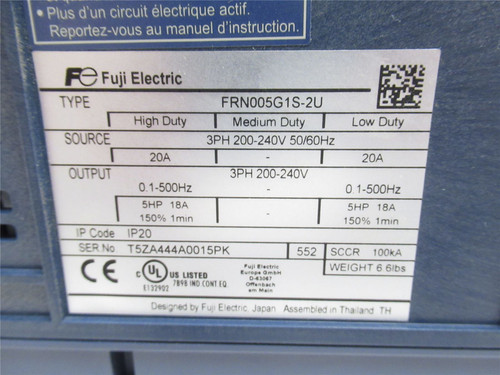 • Plus d'un circuit électrique actif.
Reportez-vous au manuel d'instruction.
Fe Fuji Electric
TYPE FRN005G1S-2U
High Duty Medium Duty Low Duty
SOURCE 3PH 200-240V 50/60Hz
20A - 20A
OUTPUT 3PH 200-240V
0.1-500Hz - 0.1-500Hz
5HP 18A - 5HP 18A
150% 1min 150% 1min
IP Code IP20
SER No. T5ZA444A0015PK 552 SCCR 100kA
WEIGHT 6.6lbs
CE c UL US LISTED
E132902 789B IND.CONT.EQ.
Fuji Electric
Europe GmbH
D-63067
Offenbach
am Main
Designed by Fuji Electric, Japan Assembled in Thailand TH